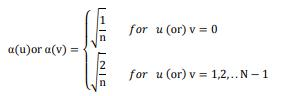 α(u)or α(v) = { √(1/n) for u (or) v = 0
√(2/n) for u (or) v = 1,2,..N − 1